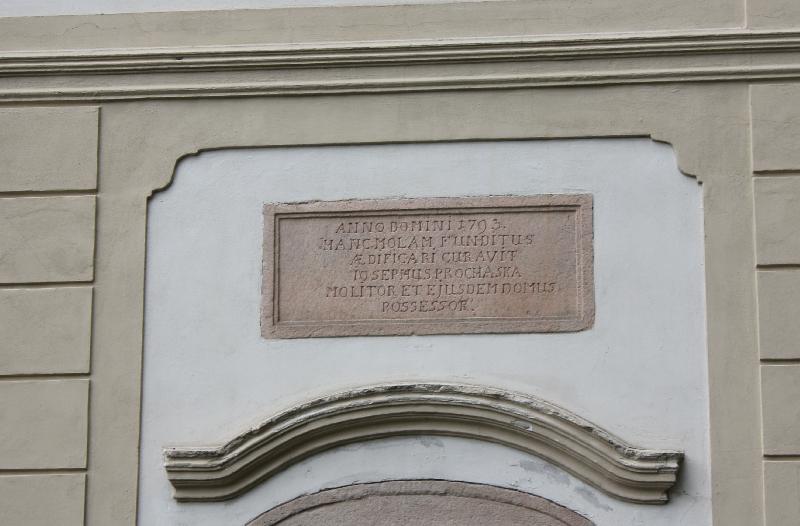 ANNO DOMINI 1793.
HANC MOLAM FUNDITUS
ÆDIFICARI CURAVIT
IOSEPHUS PROCHASKA
MOLITOR ET EJUSDEM DOMUS
POSSESSOR.